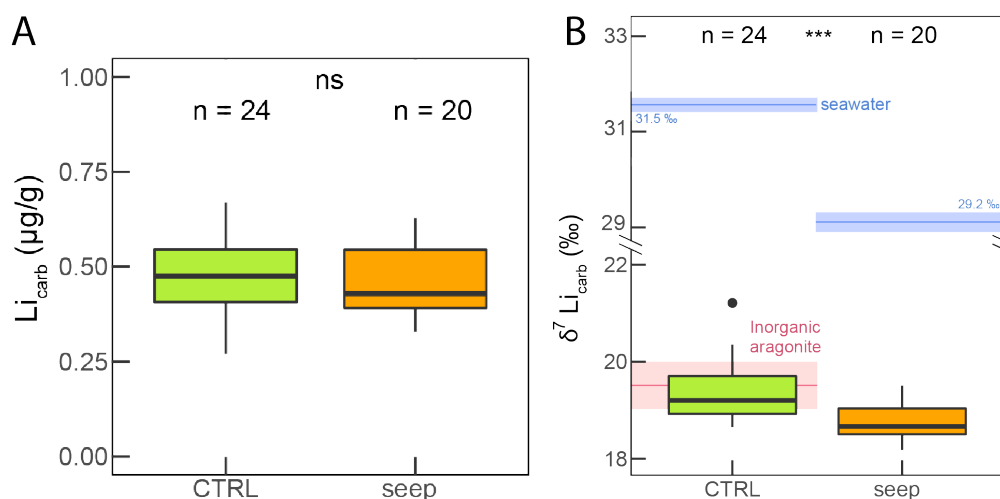 A
ns
n = 24
n = 20
1.00
0.75
0.50
0.25
0.00
Li carb (µg/g)
CTRL
seep
B
n = 24 *** n = 20
33
seawater
31.5 ‰
31
29.2 ‰
29
22
Inorganic
aragonite
20
18
δ⁷ Li carb (‰)
CTRL
seep